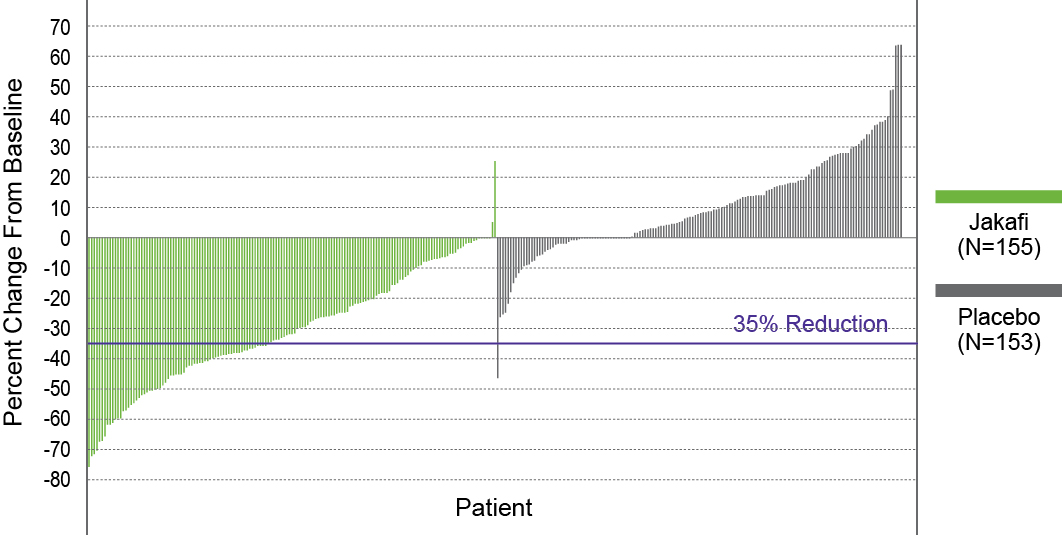 Percent Change From Baseline
70
60
50
40
30
20
10
0
-10
-20
-30
-40
-50
-60
-70
-80
35% Reduction
Patient
Jakafi
(N=155)
Placebo
(N=153)